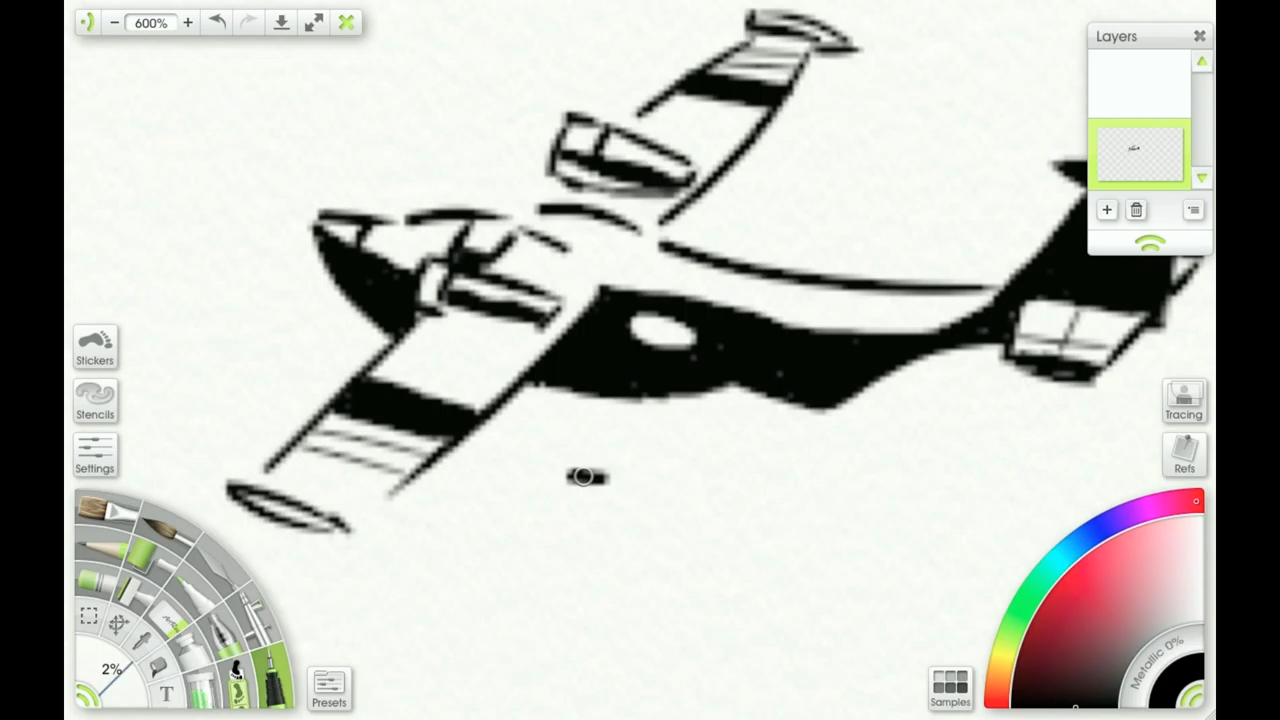 600%
Layers
Stickers
Stencils
Settings
Tracing
Refs
2%
T
Presets
Samples
Metallic 0%